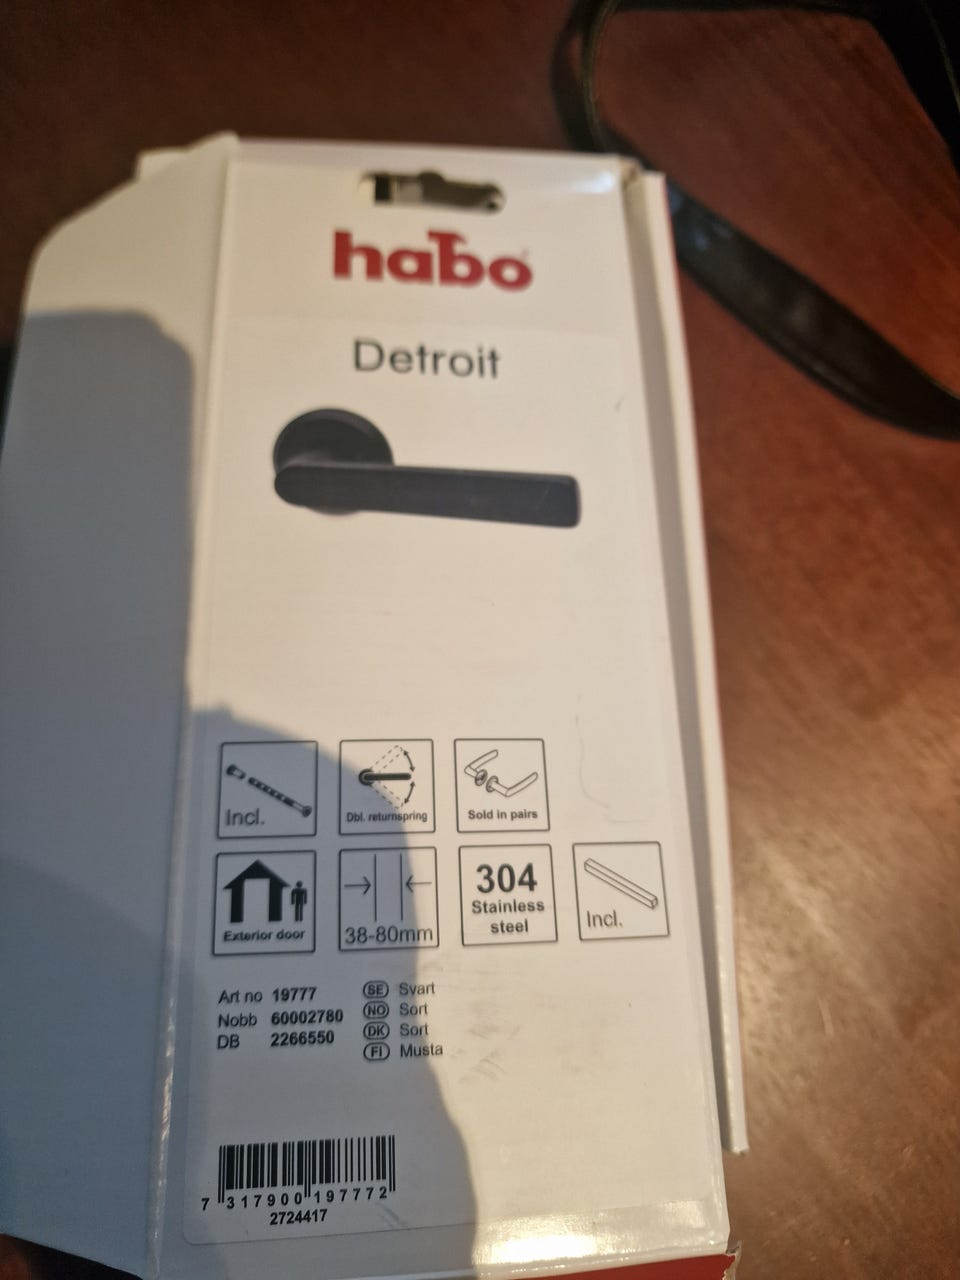 habo
Detroit
Incl.
Dbl. returnspring
Sold in pairs
Exterior door
38-80mm
304
Stainless
steel
Incl.
Art no 19777
Nobb 60002780
DB 2266550
SE Svart
NO Sort
DK Sort
FI Musta
7 317900 197772
2724417